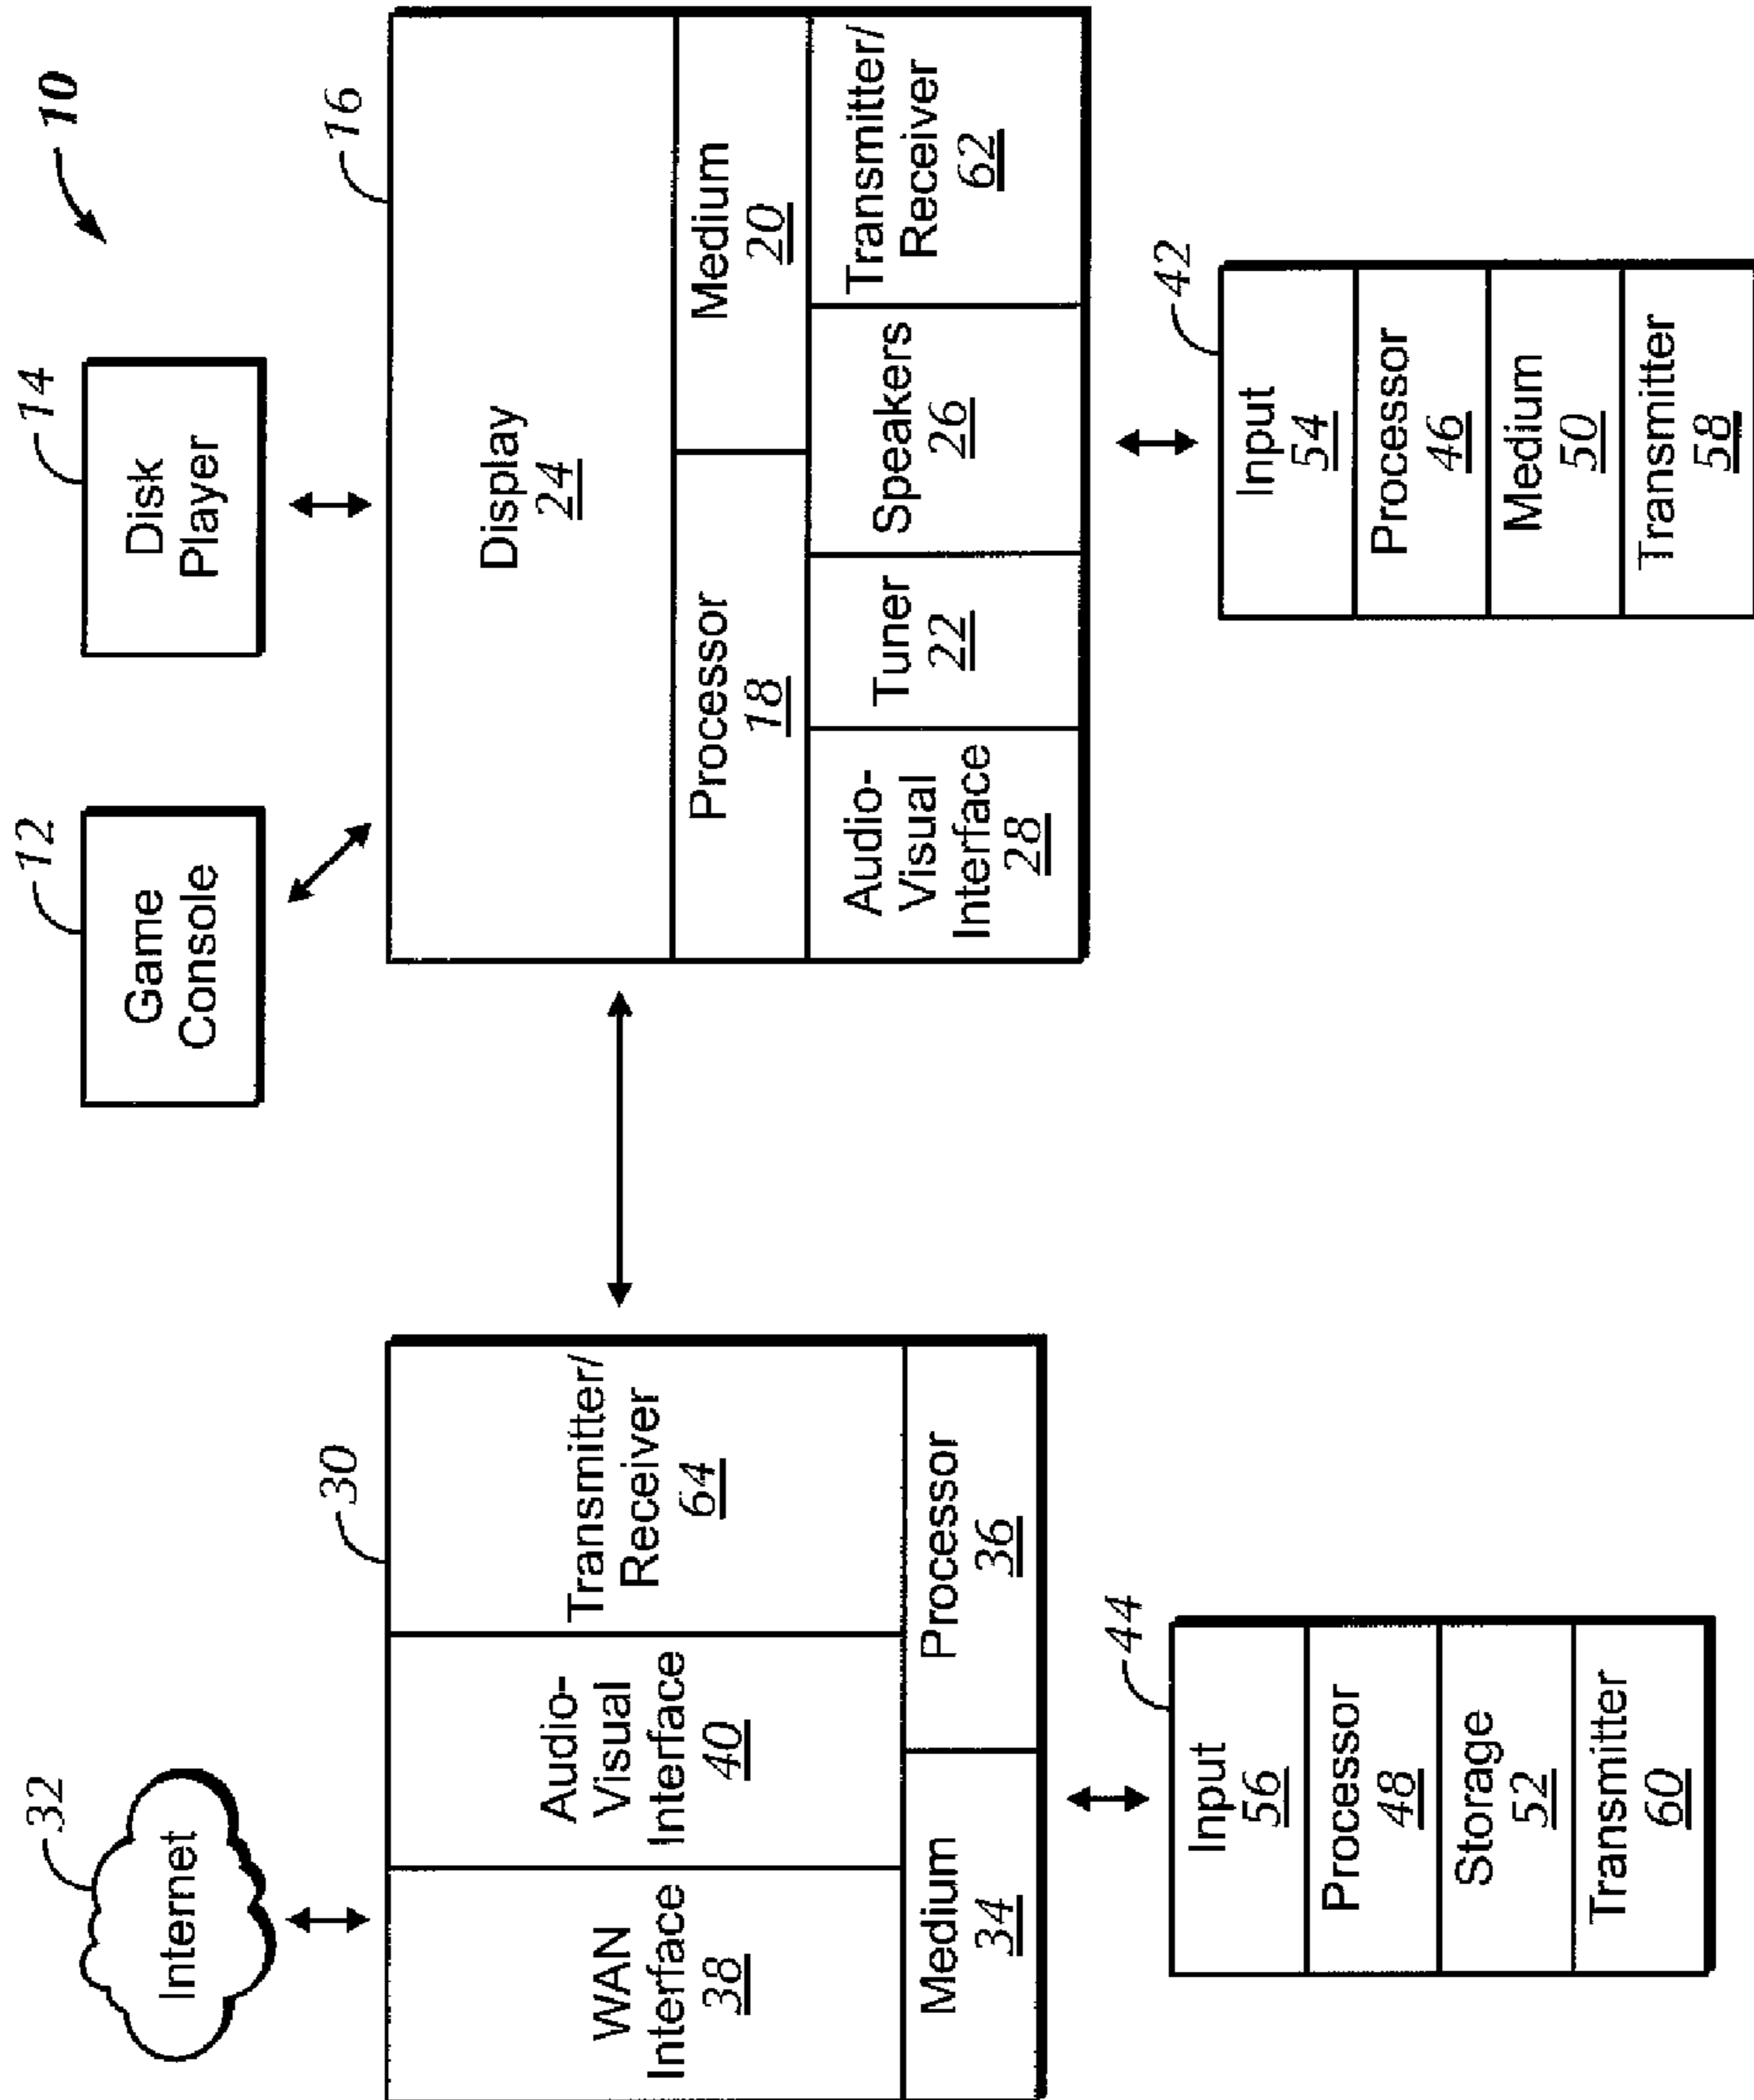 10
32
Internet
12
Game
Console
14
Disk
Player
30
WAN
Interface
38
Audio-
Visual
Interface
40
Transmitter/
Receiver
64
Medium
34
Processor
36
16
Display
24
Processor
18
Medium
20
Audio-
Visual
Interface
28
Tuner
22
Speakers
26
Transmitter/
Receiver
62
44
Input
56
Processor
48
Storage
52
Transmitter
60
42
Input
54
Processor
46
Medium
50
Transmitter
58